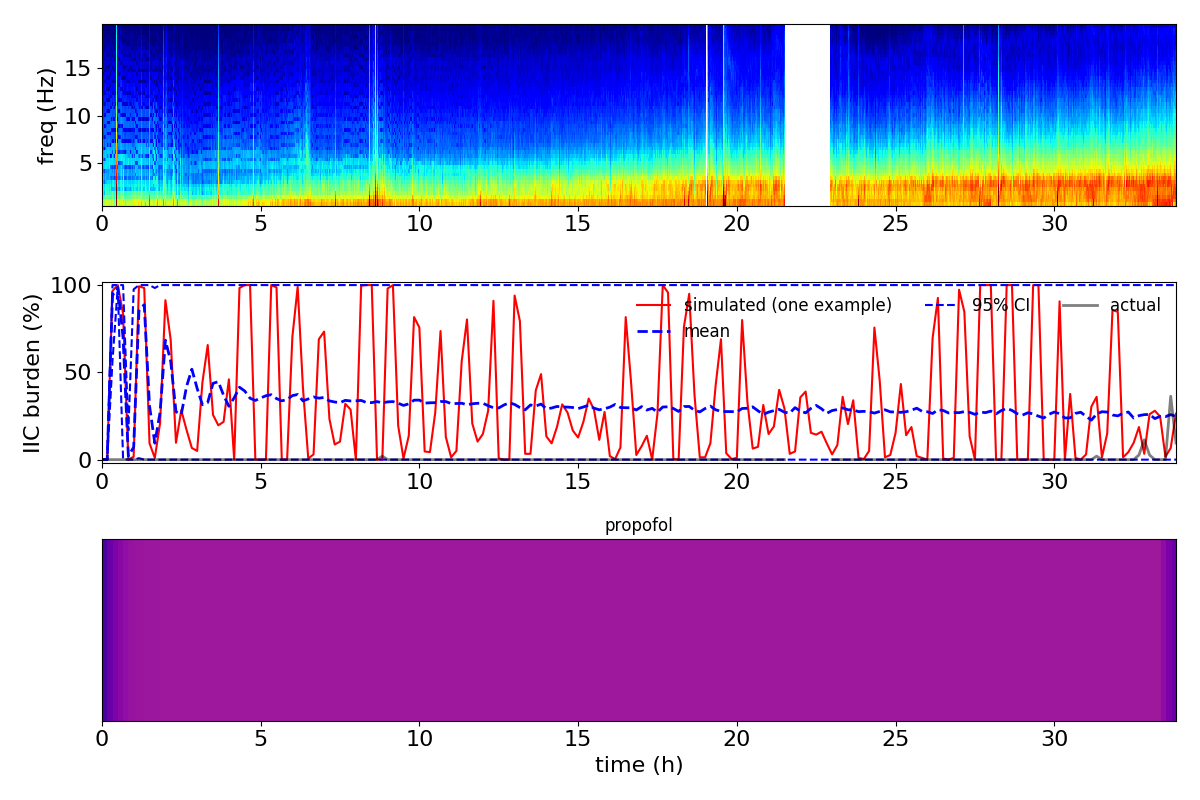 freq (Hz)
15
10
5
0 5 10 15 20 25 30
IIC burden (%)
100
50
0
simulated (one example)
mean
95% CI
actual
0 5 10 15 20 25 30
propofol
0 5 10 15 20 25 30
time (h)